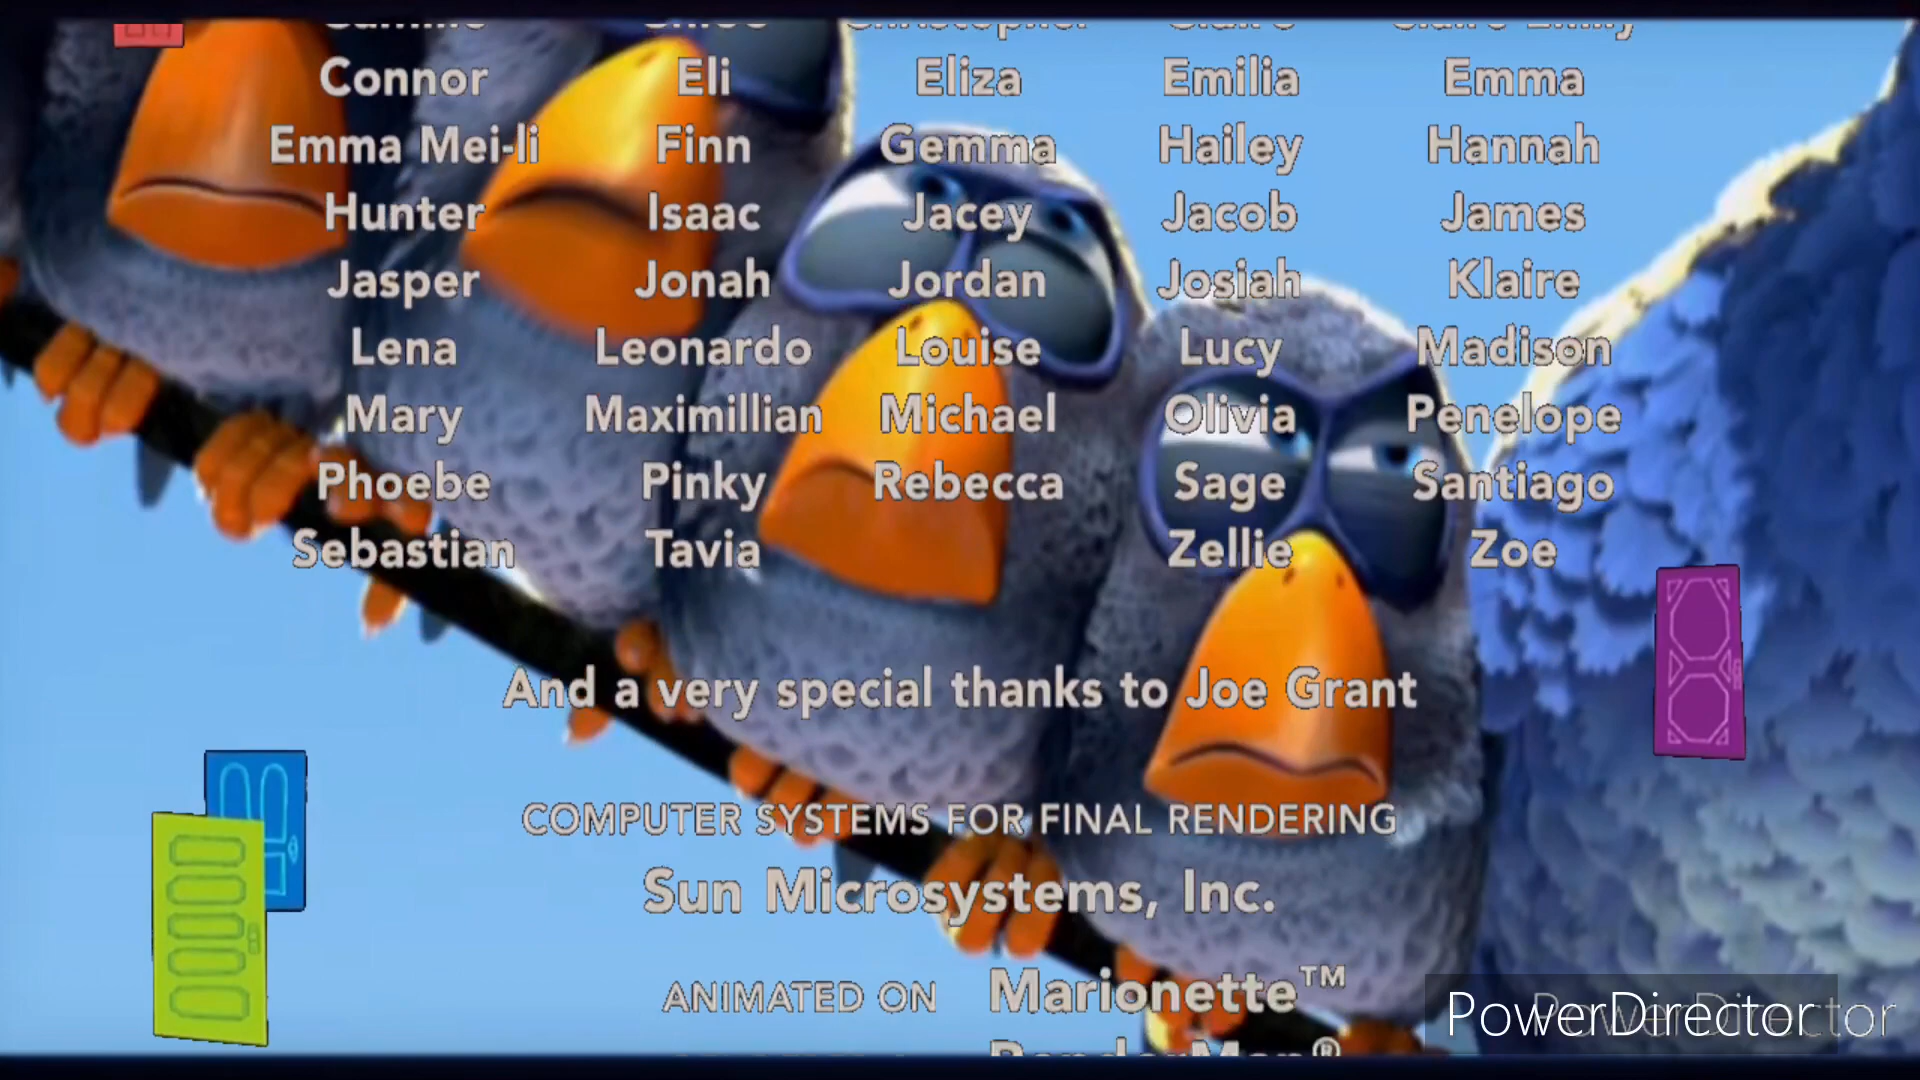 Connor Eli Eliza Emilia Emma
Emma Mei-li Finn Gemma Hailey Hannah
Hunter Isaac Jacey Jacob James
Jasper Jonah Jordan Josiah Klaire
Lena Leonardo Louise Lucy Madison
Mary Maximillian Michael Olivia Penelope
Phoebe Pinky Rebecca Sage Santiago
Sebastian Tavia Zellie Zoe
And a very special thanks to Joe Grant
COMPUTER SYSTEMS FOR FINAL RENDERING
Sun Microsystems, Inc.
ANIMATED ON Marionette™
PowerDirector
PowerDirector